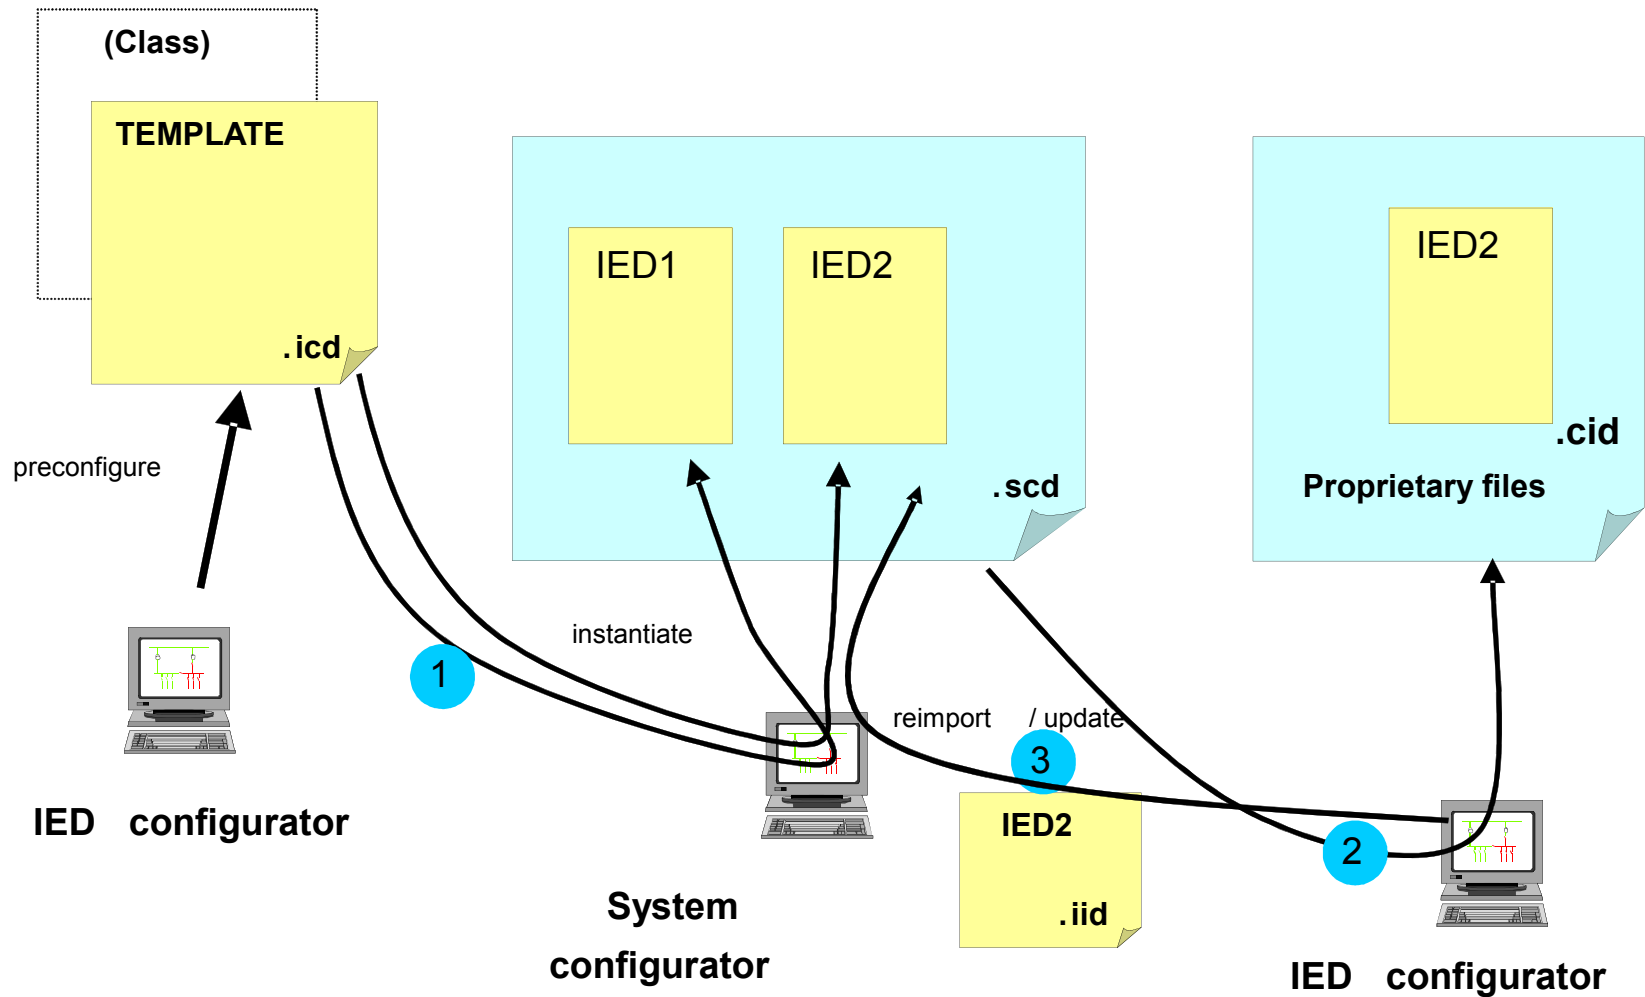 (Class)
TEMPLATE
.icd
preconfigure
IED configurator
1
instantiate
IED1
IED2
.scd
System
configurator
reimport / update
3
IED2
.iid
2
IED2
.cid
Proprietary files
IED configurator